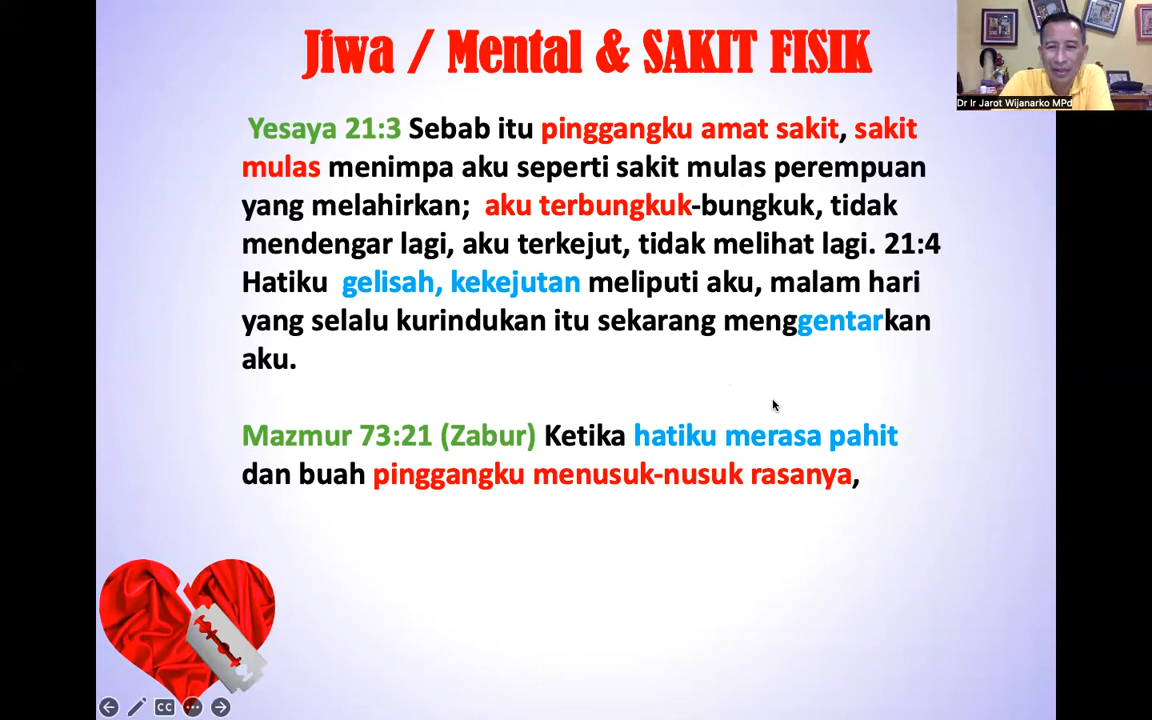 Jiwa / Mental & SAKIT FISIK
Dr Ir Jarot Wijanarko MPd
Yesaya 21:3 Sebab itu pinggangku amat sakit, sakit
mulas menimpa aku seperti sakit mulas perempuan
yang melahirkan; aku terbungkuk-bungkuk, tidak
mendengar lagi, aku terkejut, tidak melihat lagi. 21:4
Hatiku gelisah, kekejutan meliputi aku, malam hari
yang selalu kurindukan itu sekarang menggentarkan
aku.
Mazmur 73:21 (Zabur) Ketika hatiku merasa pahit
dan buah pinggangku menusuk-nusuk rasanya,
CC